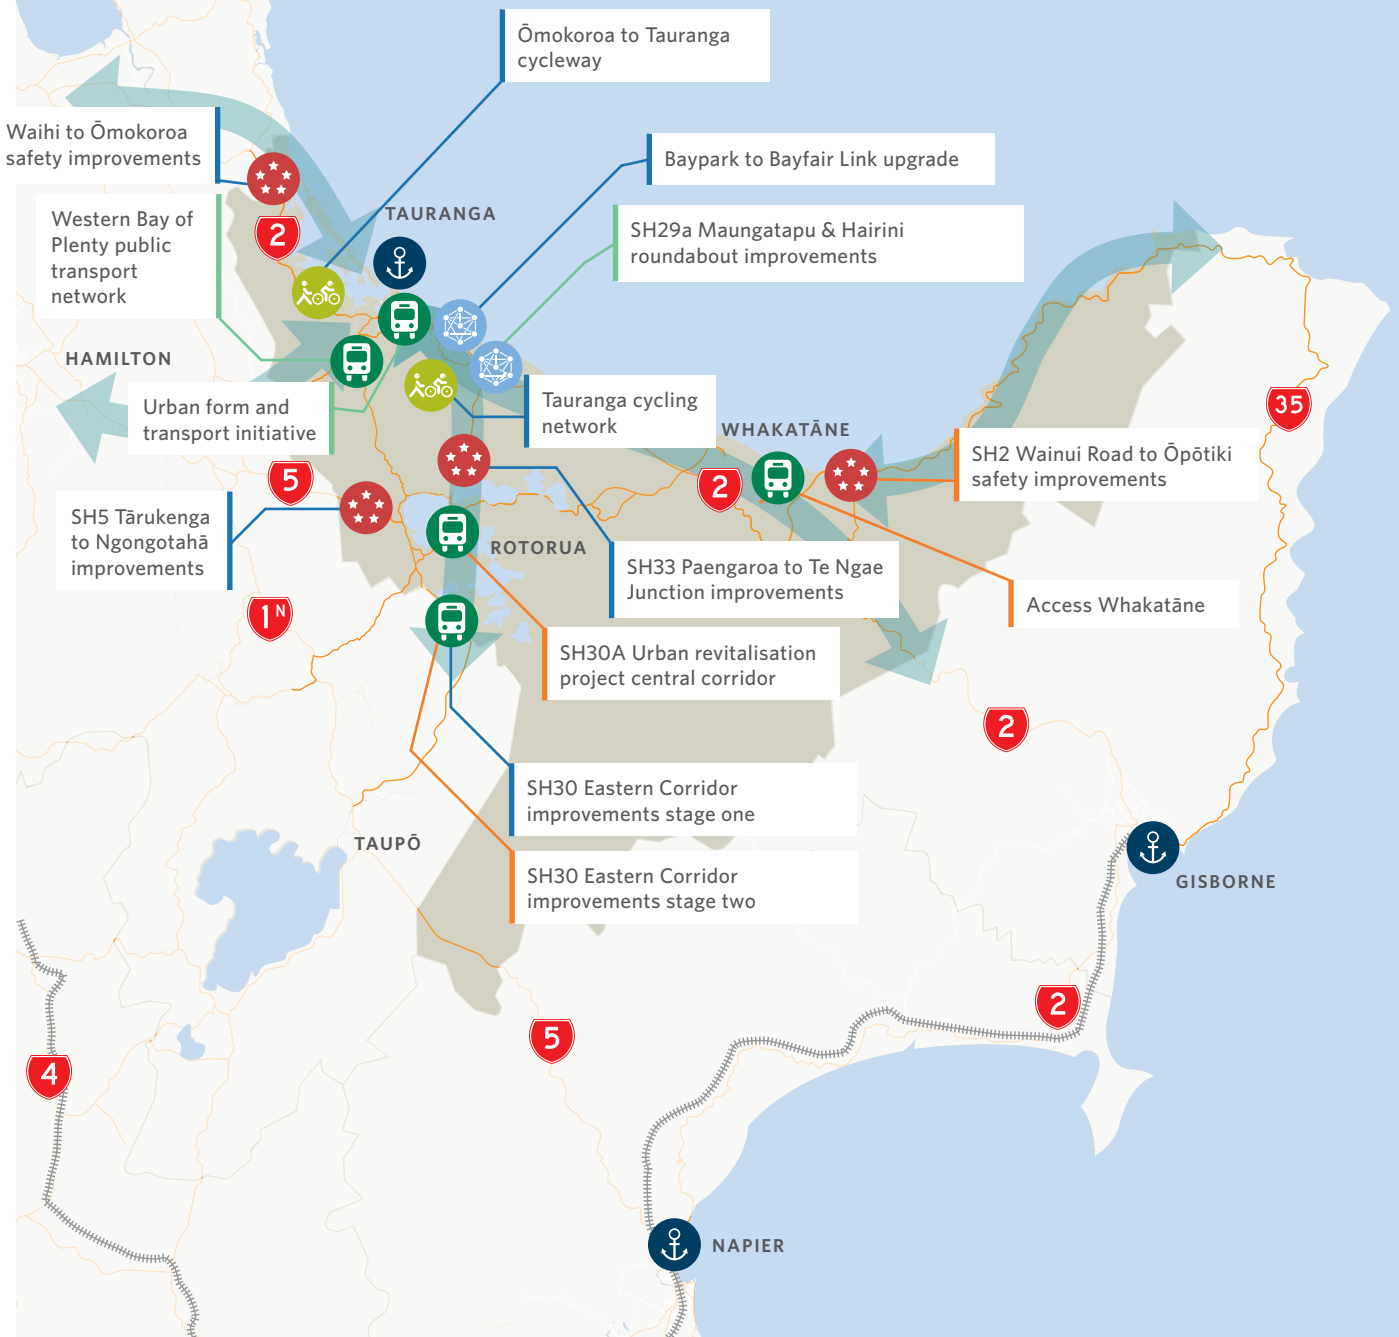 Ōmokoroa to Tauranga
cycleway
Waihi to Ōmokoroa
safety improvements
Baypark to Bayfair Link upgrade
Western Bay of
Plenty public
transport
network
2
TAURANGA
SH29a Maungatapu & Hairini
roundabout improvements
HAMILTON
Urban form and
transport initiative
Tauranga cycling
network
WHAKATĀNE
35
SH2 Wainui Road to Ōpōtiki
safety improvements
5
2
SH5 Tārukenga
to Ngongotahā
improvements
ROTORUA
SH33 Paengaroa to Te Ngae
Junction improvements
Access Whakatāne
1N
SH30A Urban revitalisation
project central corridor
2
SH30 Eastern Corridor
improvements stage one
TAUPŌ
SH30 Eastern Corridor
improvements stage two
GISBORNE
2
5
4
NAPIER